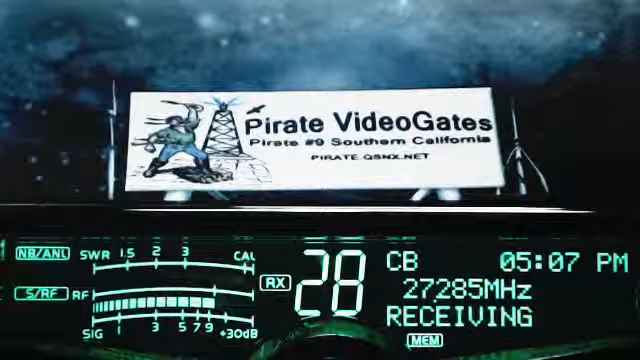 Pirate VideoGates
Pirate #9 Southern California
PIRATE.QSNX.NET
NB/ANL
SWR 1.5 2 3 CAL
S/RF RF
SIG 3 5 7 9 +30dB
RX
28
CB 05:07 PM
27285MHz
RECEIVING
MEM